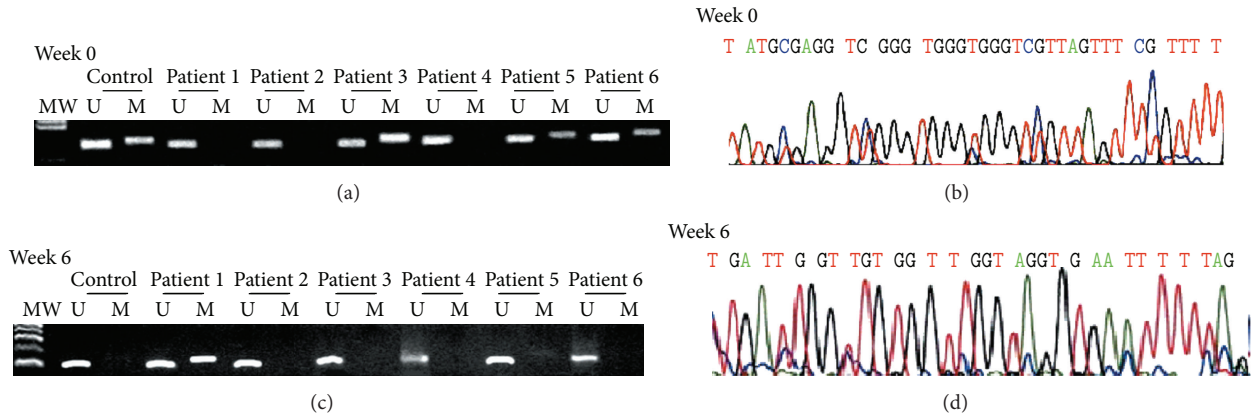 Week 0
Control Patient 1 Patient 2 Patient 3 Patient 4 Patient 5 Patient 6
MW U M U M U M U M U M U M U M
(a)
Week 0
T ATGCGAGG TC GGG TGGGTGGGTCGTTAGTTT CG TTT T
(b)
Week 6
Control Patient 1 Patient 2 Patient 3 Patient 4 Patient 5 Patient 6
MW U M U M U M U M U M U M U M
(c)
Week 6
T GA TT G GT TGT GG T T GGT AGGT G AA TT T T TAG
(d)